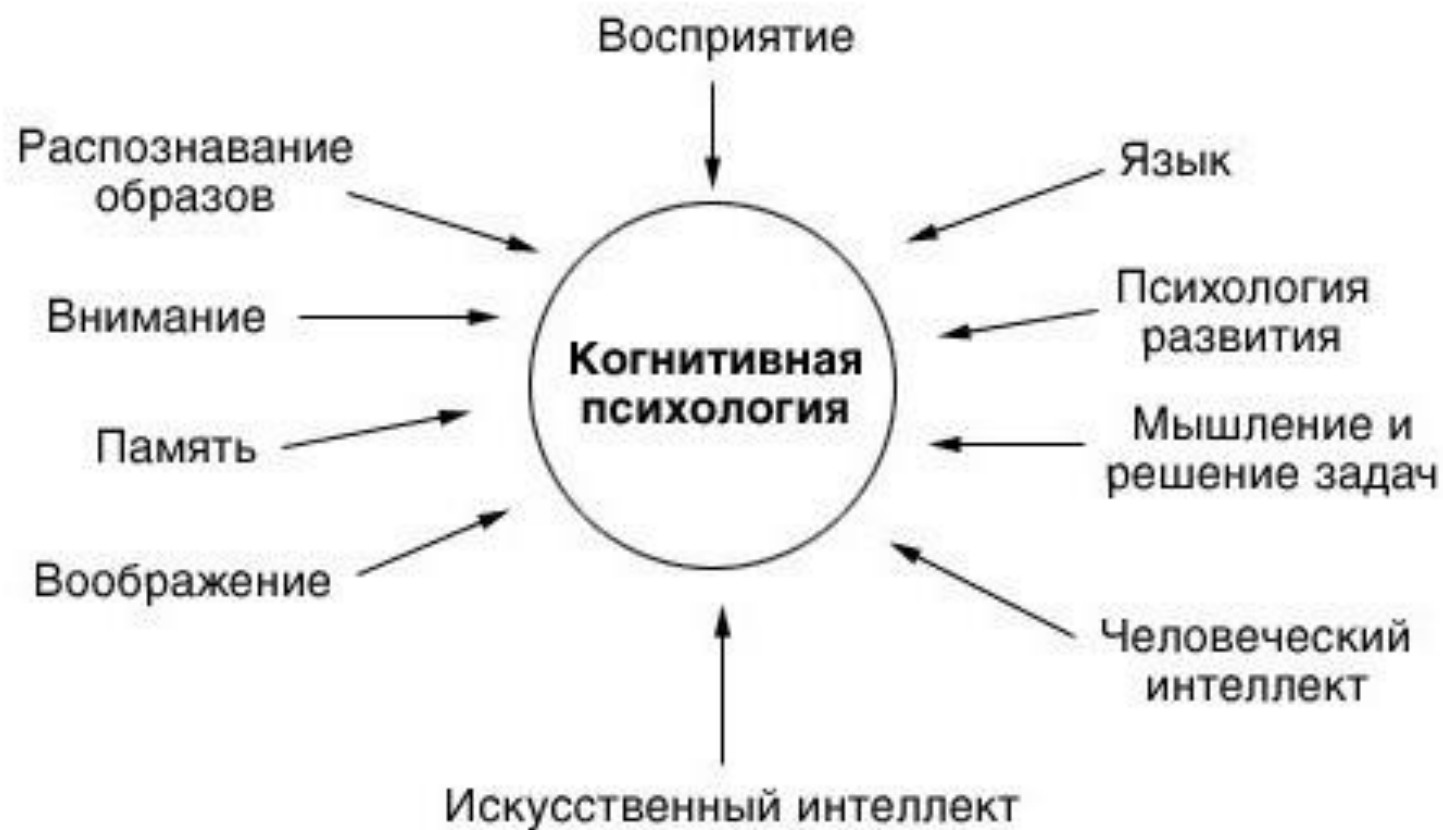 Восприятие
Распознавание
образов
Язык
Внимание
Психология
развития
Когнитивная
психология
Память
Мышление и
решение задач
Воображение
Человеческий
интеллект
Искусственный интеллект